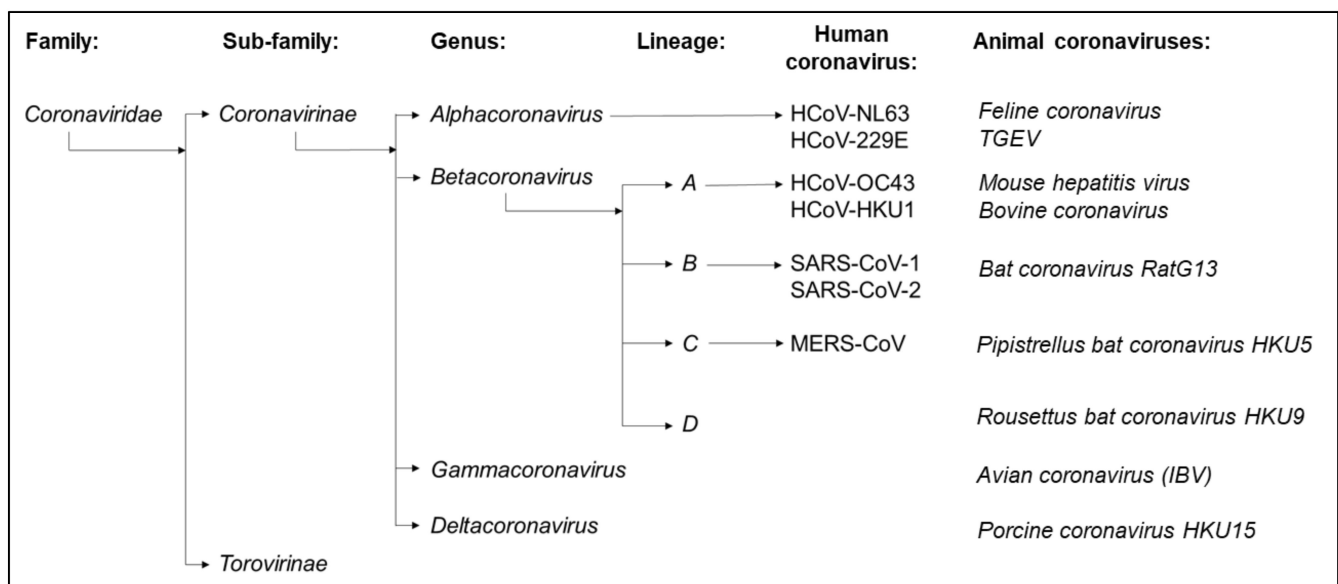 Family: Sub-family: Genus: Lineage: Human coronavirus: Animal coronaviruses:
Coronaviridae Coronavirinae Alphacoronavirus HCoV-NL63 Feline coronavirus
HCoV-229E TGEV
Betacoronavirus A HCoV-OC43 Mouse hepatitis virus
HCoV-HKU1 Bovine coronavirus
B SARS-CoV-1 Bat coronavirus RatG13
SARS-CoV-2
C MERS-CoV Pipistrellus bat coronavirus HKU5
D Rousettus bat coronavirus HKU9
Gammacoronavirus Avian coronavirus (IBV)
Deltacoronavirus Porcine coronavirus HKU15
Torovirinae